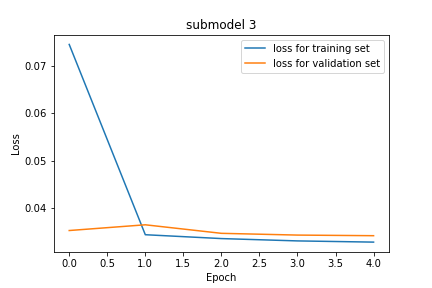 submodel 3
loss for training set
loss for validation set
0.07
0.06
0.05
0.04
Loss
0.0 0.5 1.0 1.5 2.0 2.5 3.0 3.5 4.0
Epoch